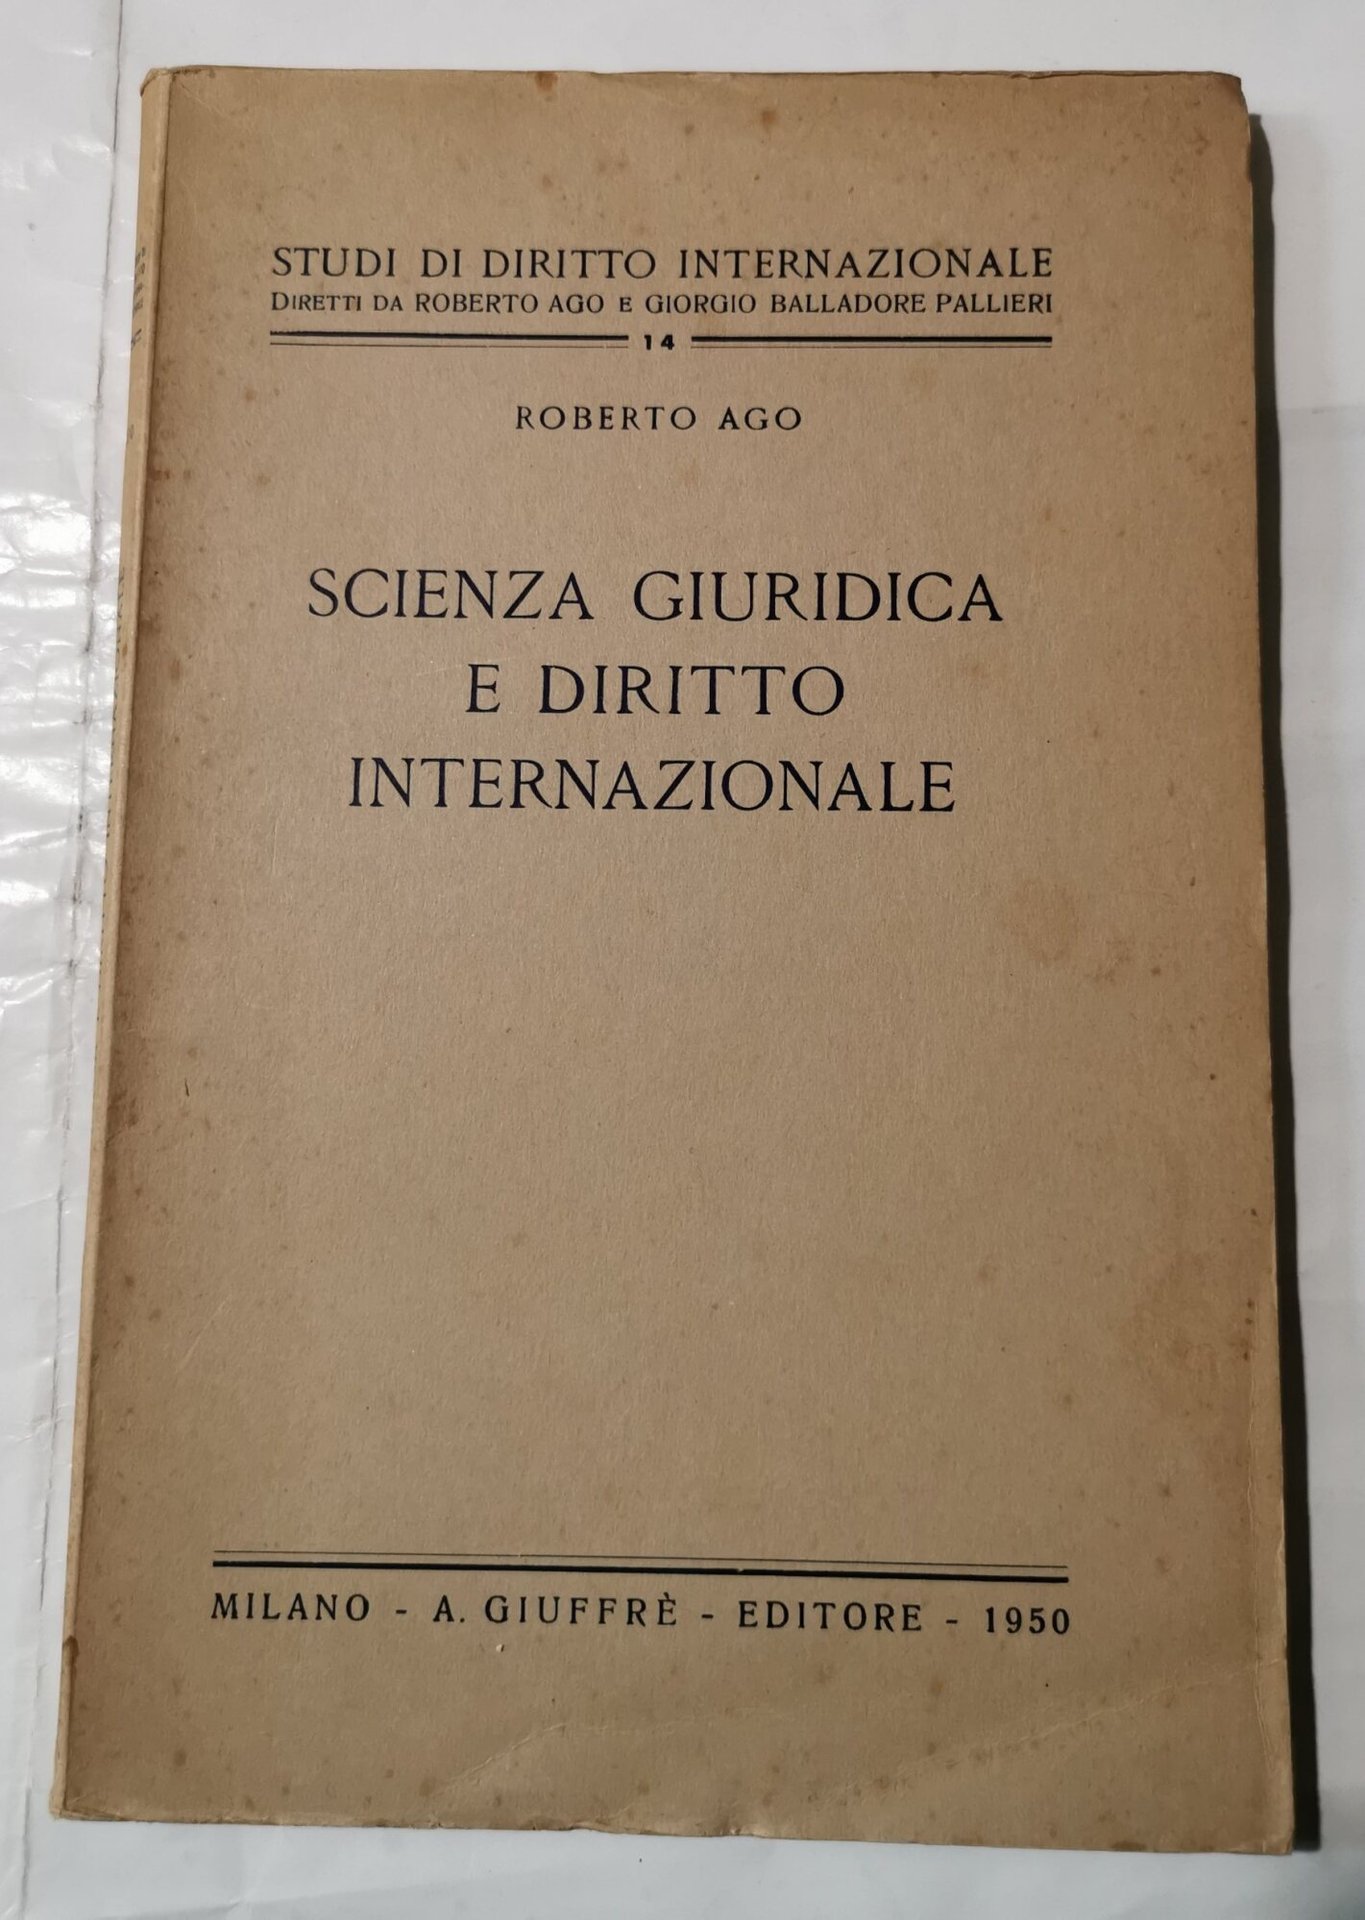 STUDI DI DIRITTO INTERNAZIONALE
DIRETTI DA ROBERTO AGO E GIORGIO BALLADORE PALLIERI
14
ROBERTO AGO
SCIENZA GIURIDICA
E DIRITTO
INTERNAZIONALE
MILANO - A. GIUFFRÈ - EDITORE - 1950